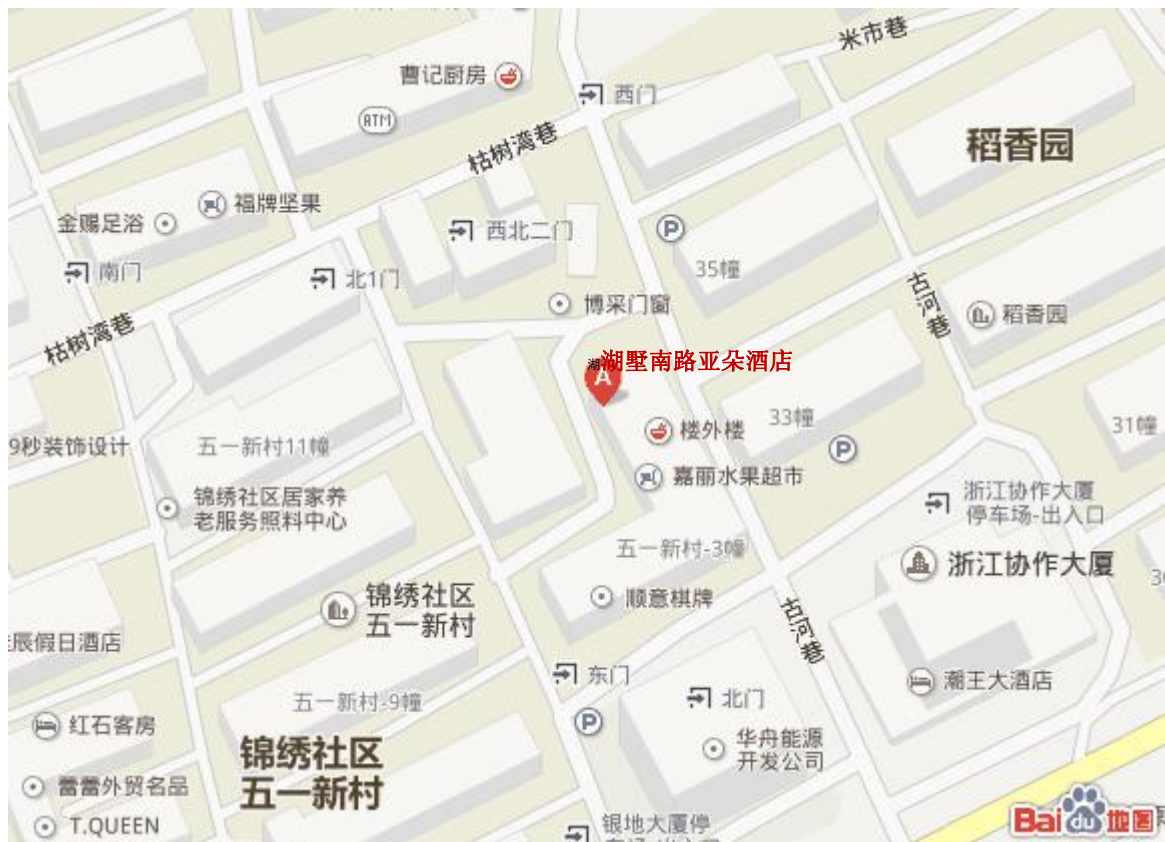 米市巷
曹记厨房
ATM
西门
稻香园
枯树湾巷
福牌坚果
金赐足浴
西北二门
P
南门
北1门
35幢
古河巷
博采门窗
稻香园
枯树湾巷
湖墅南路亚朵酒店
A
楼外楼
33幢
31幢
9秒装饰设计
五一新村11幢
P
嘉丽水果超市
锦绣社区居家养
老服务照料中心
浙江协作大厦
停车场-出入口
五一新村-3幢
浙江协作大厦
锦绣社区
五一新村
顺意棋牌
古河巷
辰假日酒店
东门
潮王大酒店
五一新村-9幢
北门
红石客房
P
华舟能源
开发公司
锦绣社区
五一新村
蕾蕾外贸名品
T.QUEEN
银地大厦停
Bai du 地图